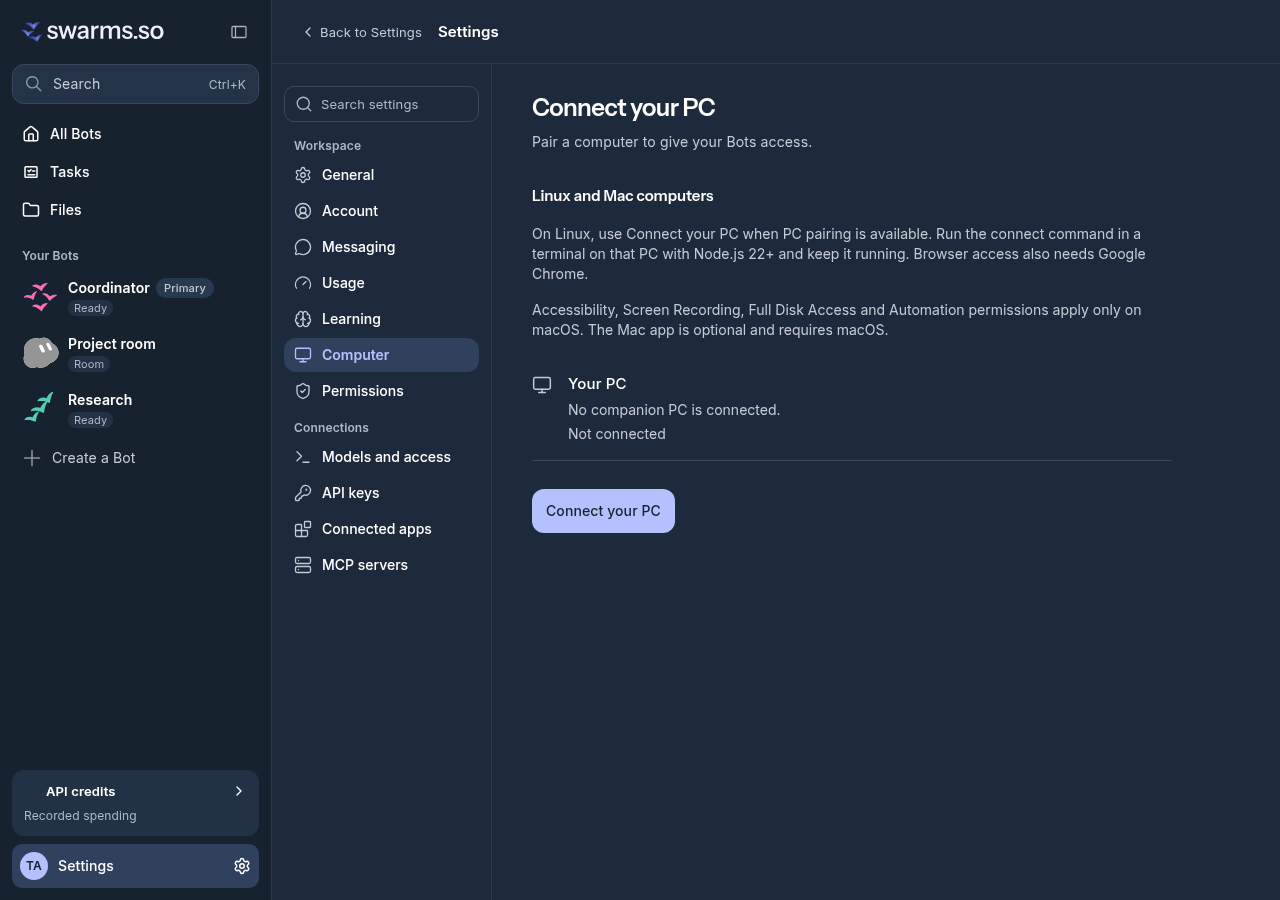 swarms.so
Search
Ctrl+K
All Bots
Tasks
Files
Your Bots
Coordinator
Primary
Ready
Project room
Room
Research
Ready
Create a Bot
API credits
Recorded spending
TA
Settings
Back to Settings
Settings
Search settings
Workspace
General
Account
Messaging
Usage
Learning
Computer
Permissions
Connections
Models and access
API keys
Connected apps
MCP servers
Connect your PC
Pair a computer to give your Bots access.
Linux and Mac computers
On Linux, use Connect your PC when PC pairing is available. Run the connect command in a
terminal on that PC with Node.js 22+ and keep it running. Browser access also needs Google
Chrome.
Accessibility, Screen Recording, Full Disk Access and Automation permissions apply only on
macOS. The Mac app is optional and requires macOS.
Your PC
No companion PC is connected.
Not connected
Connect your PC